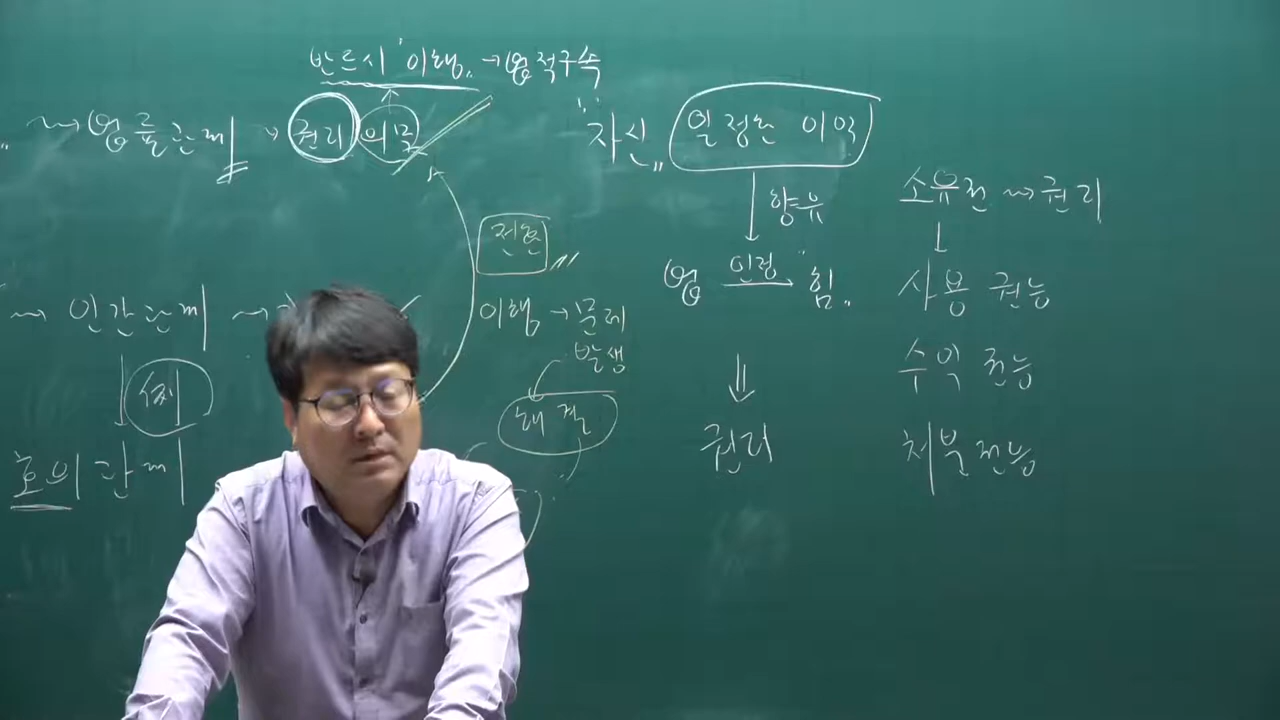 반드시 이행 → 법적구속
법률관계 → 권리 의무
"자신" 일정한 이익
향유
소유권 → 권리
법 인정 → 힘
사용 권능
전환
인간관계 →
이행 → 문제
발생
수익 권능
해결
호의관계
권리
처분권능